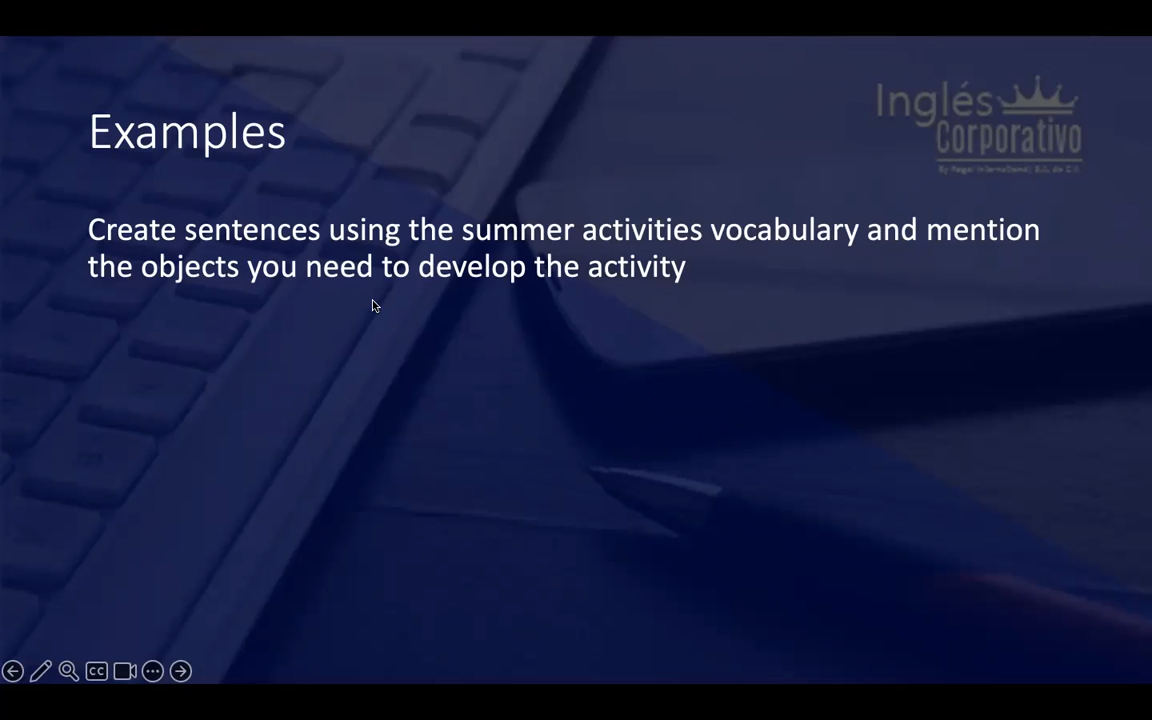 Inglés
Corporativo
Examples
Create sentences using the summer activities vocabulary and mention
the objects you need to develop the activity
CC